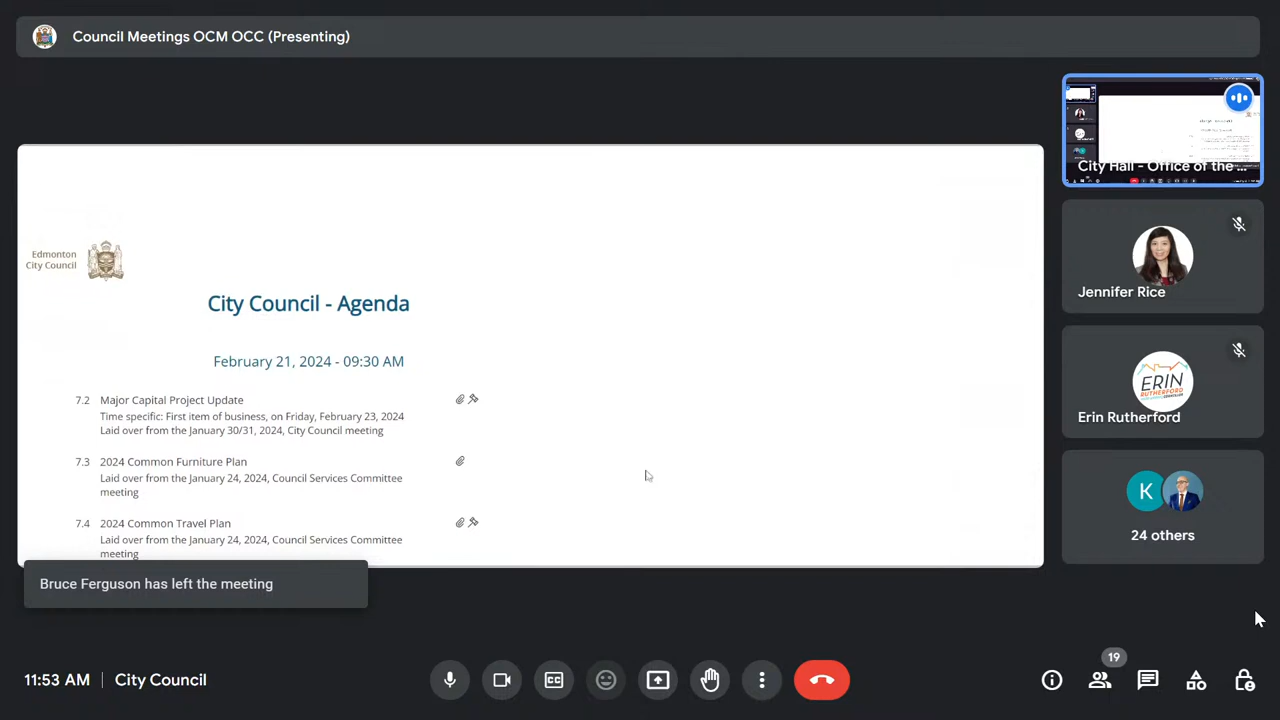 Council Meetings OCM OCC (Presenting)
City Hall - Office of the ...
Edmonton
City Council
City Council - Agenda
February 21, 2024 - 09:30 AM
7.2 Major Capital Project Update
Time specific: First item of business, on Friday, February 23, 2024
Laid over from the January 30/31, 2024, City Council meeting
7.3 2024 Common Furniture Plan
Laid over from the January 24, 2024, Council Services Committee
meeting
7.4 2024 Common Travel Plan
Laid over from the January 24, 2024, Council Services Committee
meeting
Jennifer Rice
ERIN
RUTHERFORD
Erin Rutherford
K
24 others
Bruce Ferguson has left the meeting
11:53 AM | City Council
CC
19